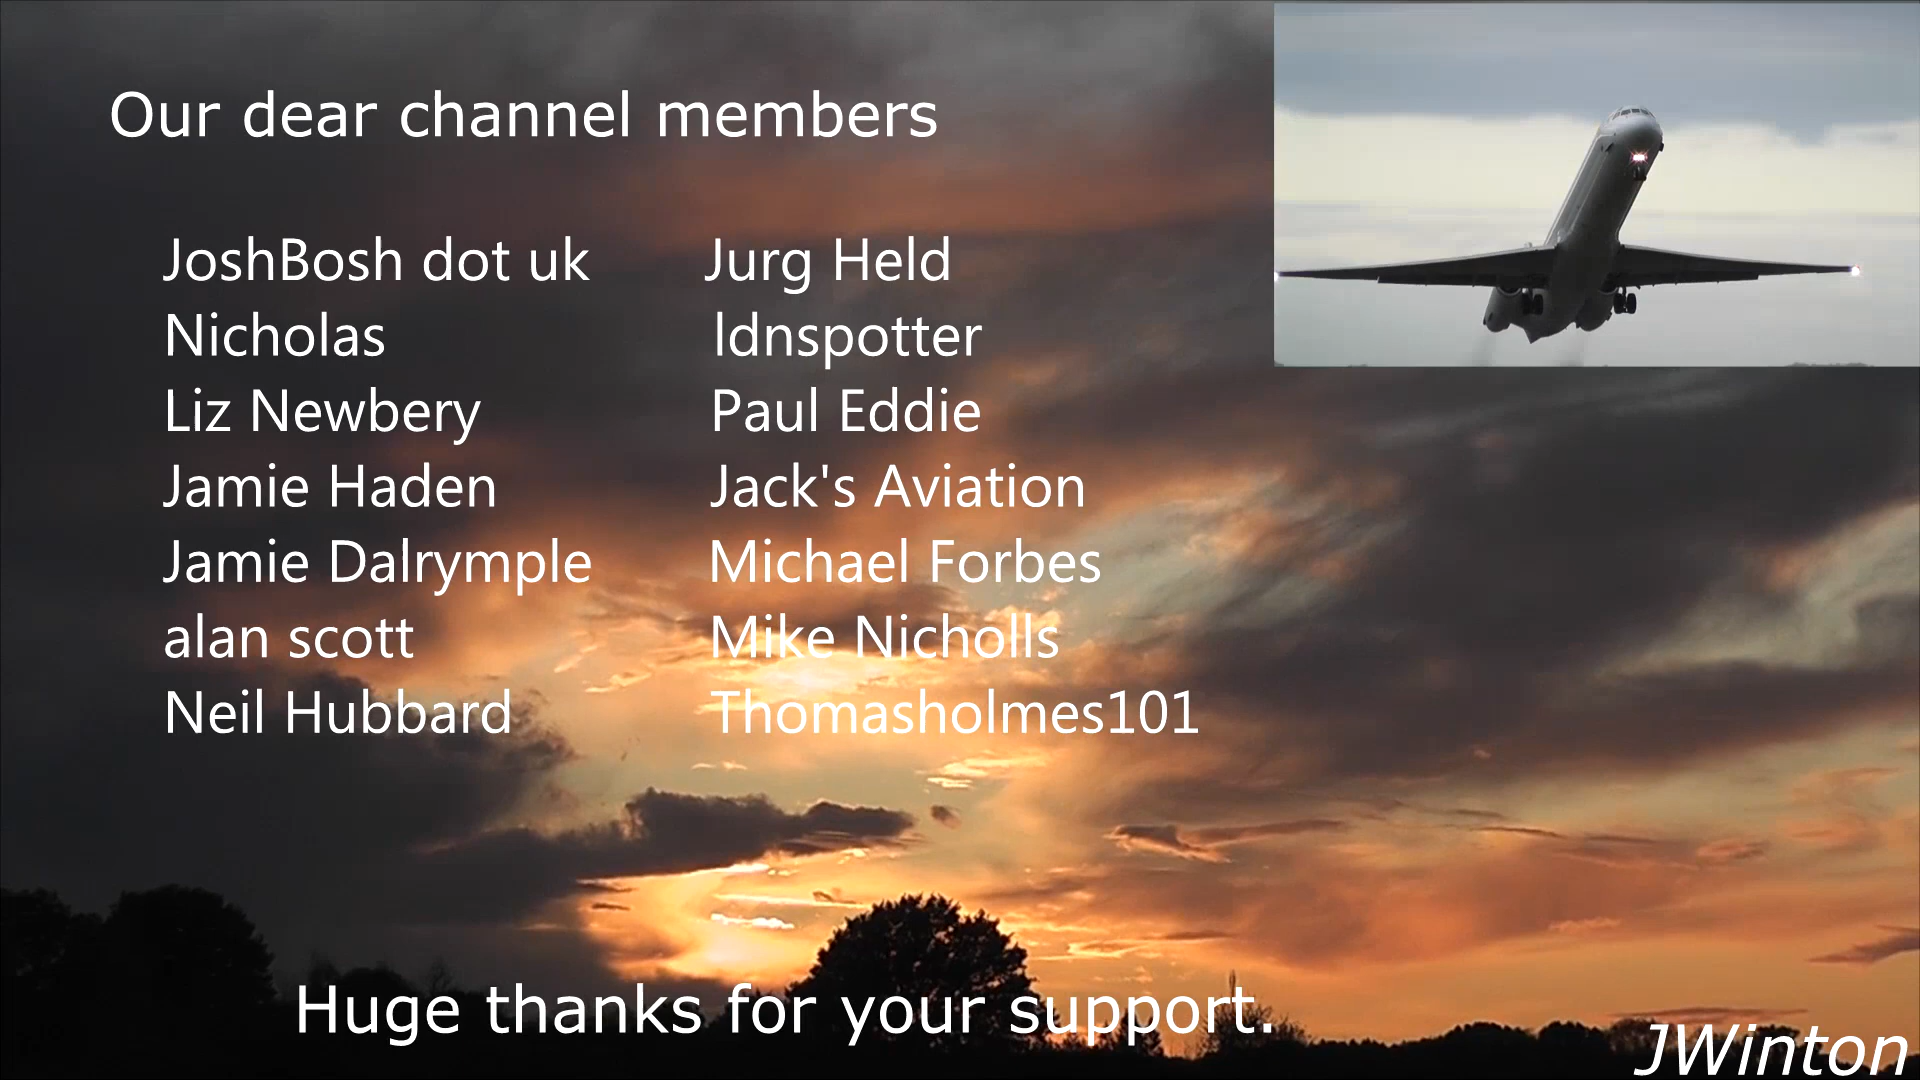 Our dear channel members
JoshBosh dot uk
Nicholas
Liz Newbery
Jamie Haden
Jamie Dalrymple
alan scott
Neil Hubbard
Jurg Held
ldnspotter
Paul Eddie
Jack's Aviation
Michael Forbes
Mike Nicholls
Thomasholmes101
Huge thanks for your support.
JWinton